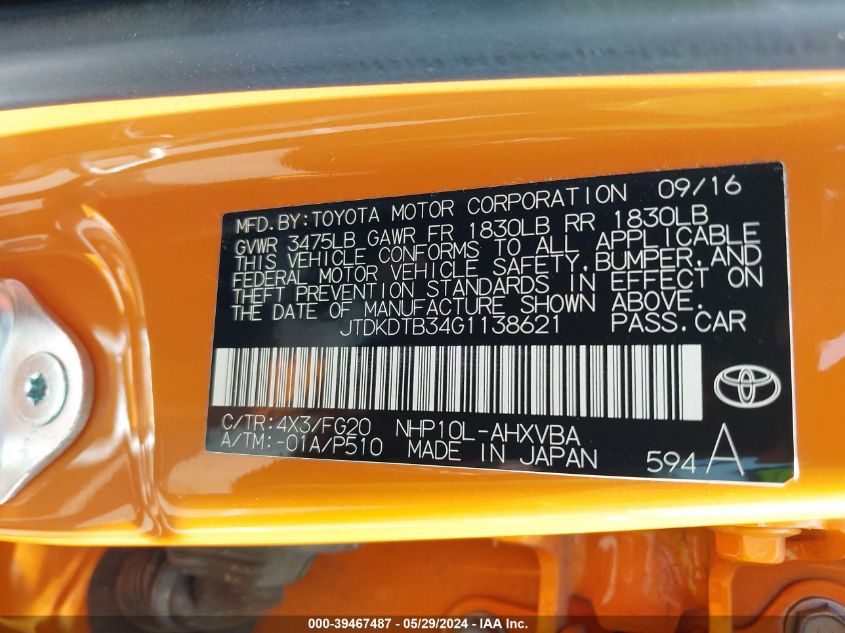 MFD.BY:TOYOTA MOTOR CORPORATION 09/16
GVWR 3475LB GAWR FR 1830LB RR 1830LB
THIS VEHICLE CONFORMS TO ALL APPLICABLE
FEDERAL MOTOR VEHICLE SAFETY,BUMPER,AND
THEFT PREVENTION STANDARDS IN EFFECT ON
THE DATE OF MANUFACTURE SHOWN ABOVE.
JTDKDTB34G1138621 PASS.CAR
C/TR:4X3/FG20 NHP10L-AHXVBA
A/TM:-01A/P510 MADE IN JAPAN 594 A
000-39467487 - 05/29/2024 - IAA Inc.